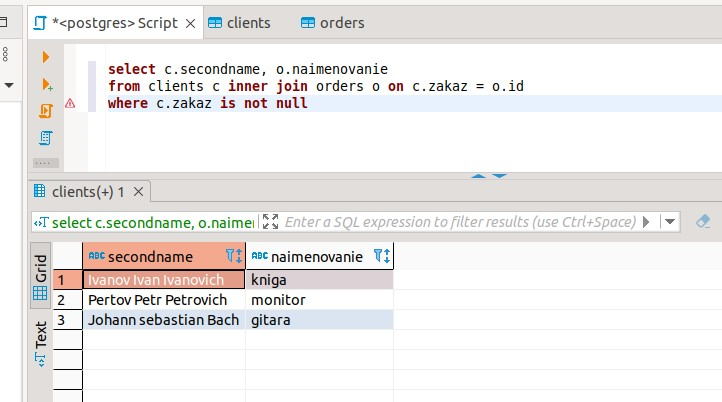 *<postgres> Script
clients
orders
select c.secondname, o.naimenovanie
from clients c inner join orders o on c.zakaz = o.id
where c.zakaz is not null
clients(+) 1
select c.secondname, o.naime
Enter a SQL expression to filter results (use Ctrl+Space)
Grid
Text
ABC secondname ABC naimenovanie
1 Ivanov Ivan Ivanovich kniga
2 Pertov Petr Petrovich monitor
3 Johann sebastian Bach gitara